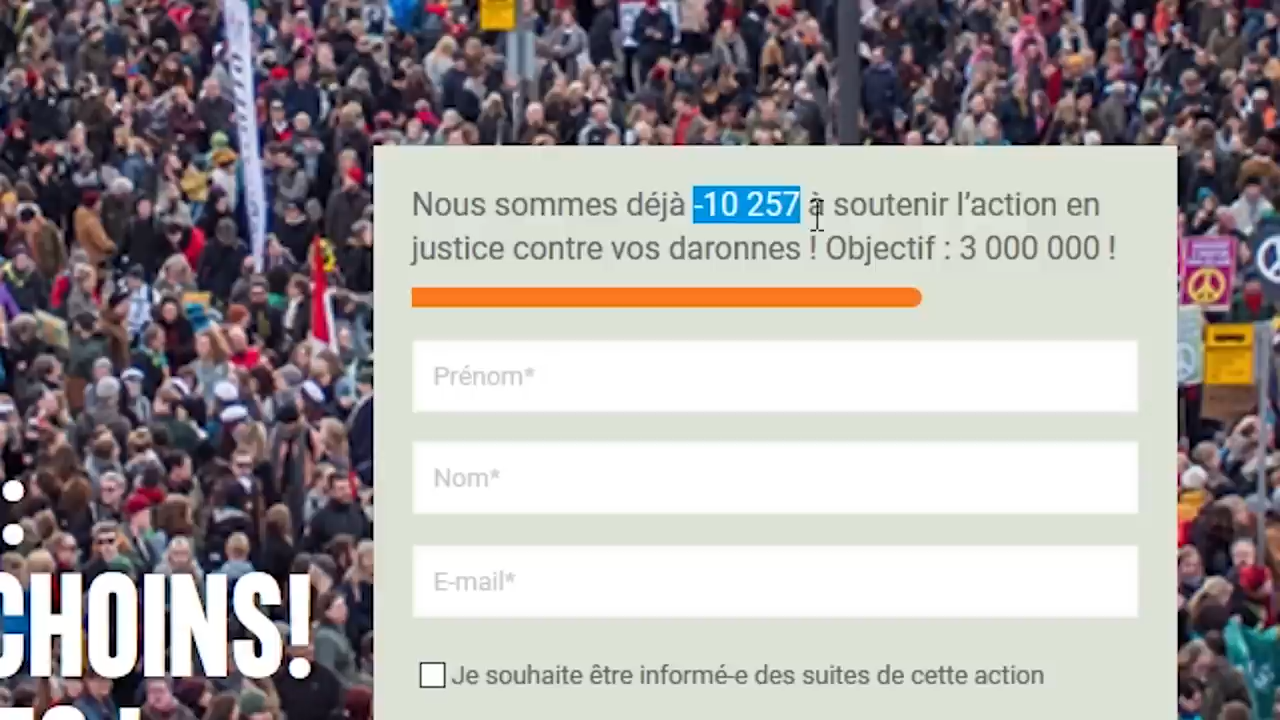 Nous sommes déjà -10 257 à soutenir l’action en
justice contre vos daronnes ! Objectif : 3 000 000 !
Prénom*
Nom*
E-mail*
Je souhaite être informé-e des suites de cette action
:
CHOINS!